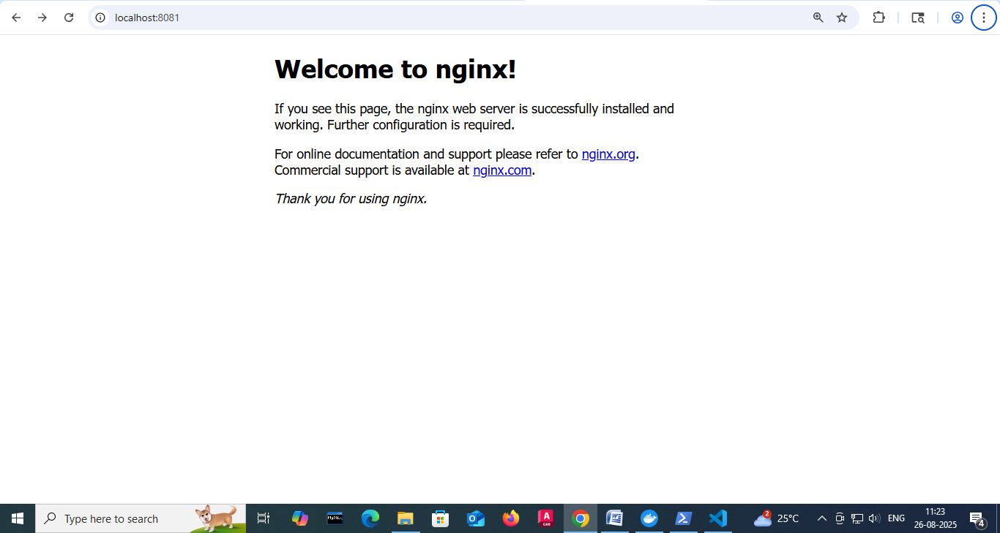 localhost:8081
Welcome to nginx!
If you see this page, the nginx web server is successfully installed and
working. Further configuration is required.
For online documentation and support please refer to nginx.org.
Commercial support is available at nginx.com.
Thank you for using nginx.
Type here to search
MySQL
A
CAD
W
2
25°C
ENG
11:23
26-08-2025
4